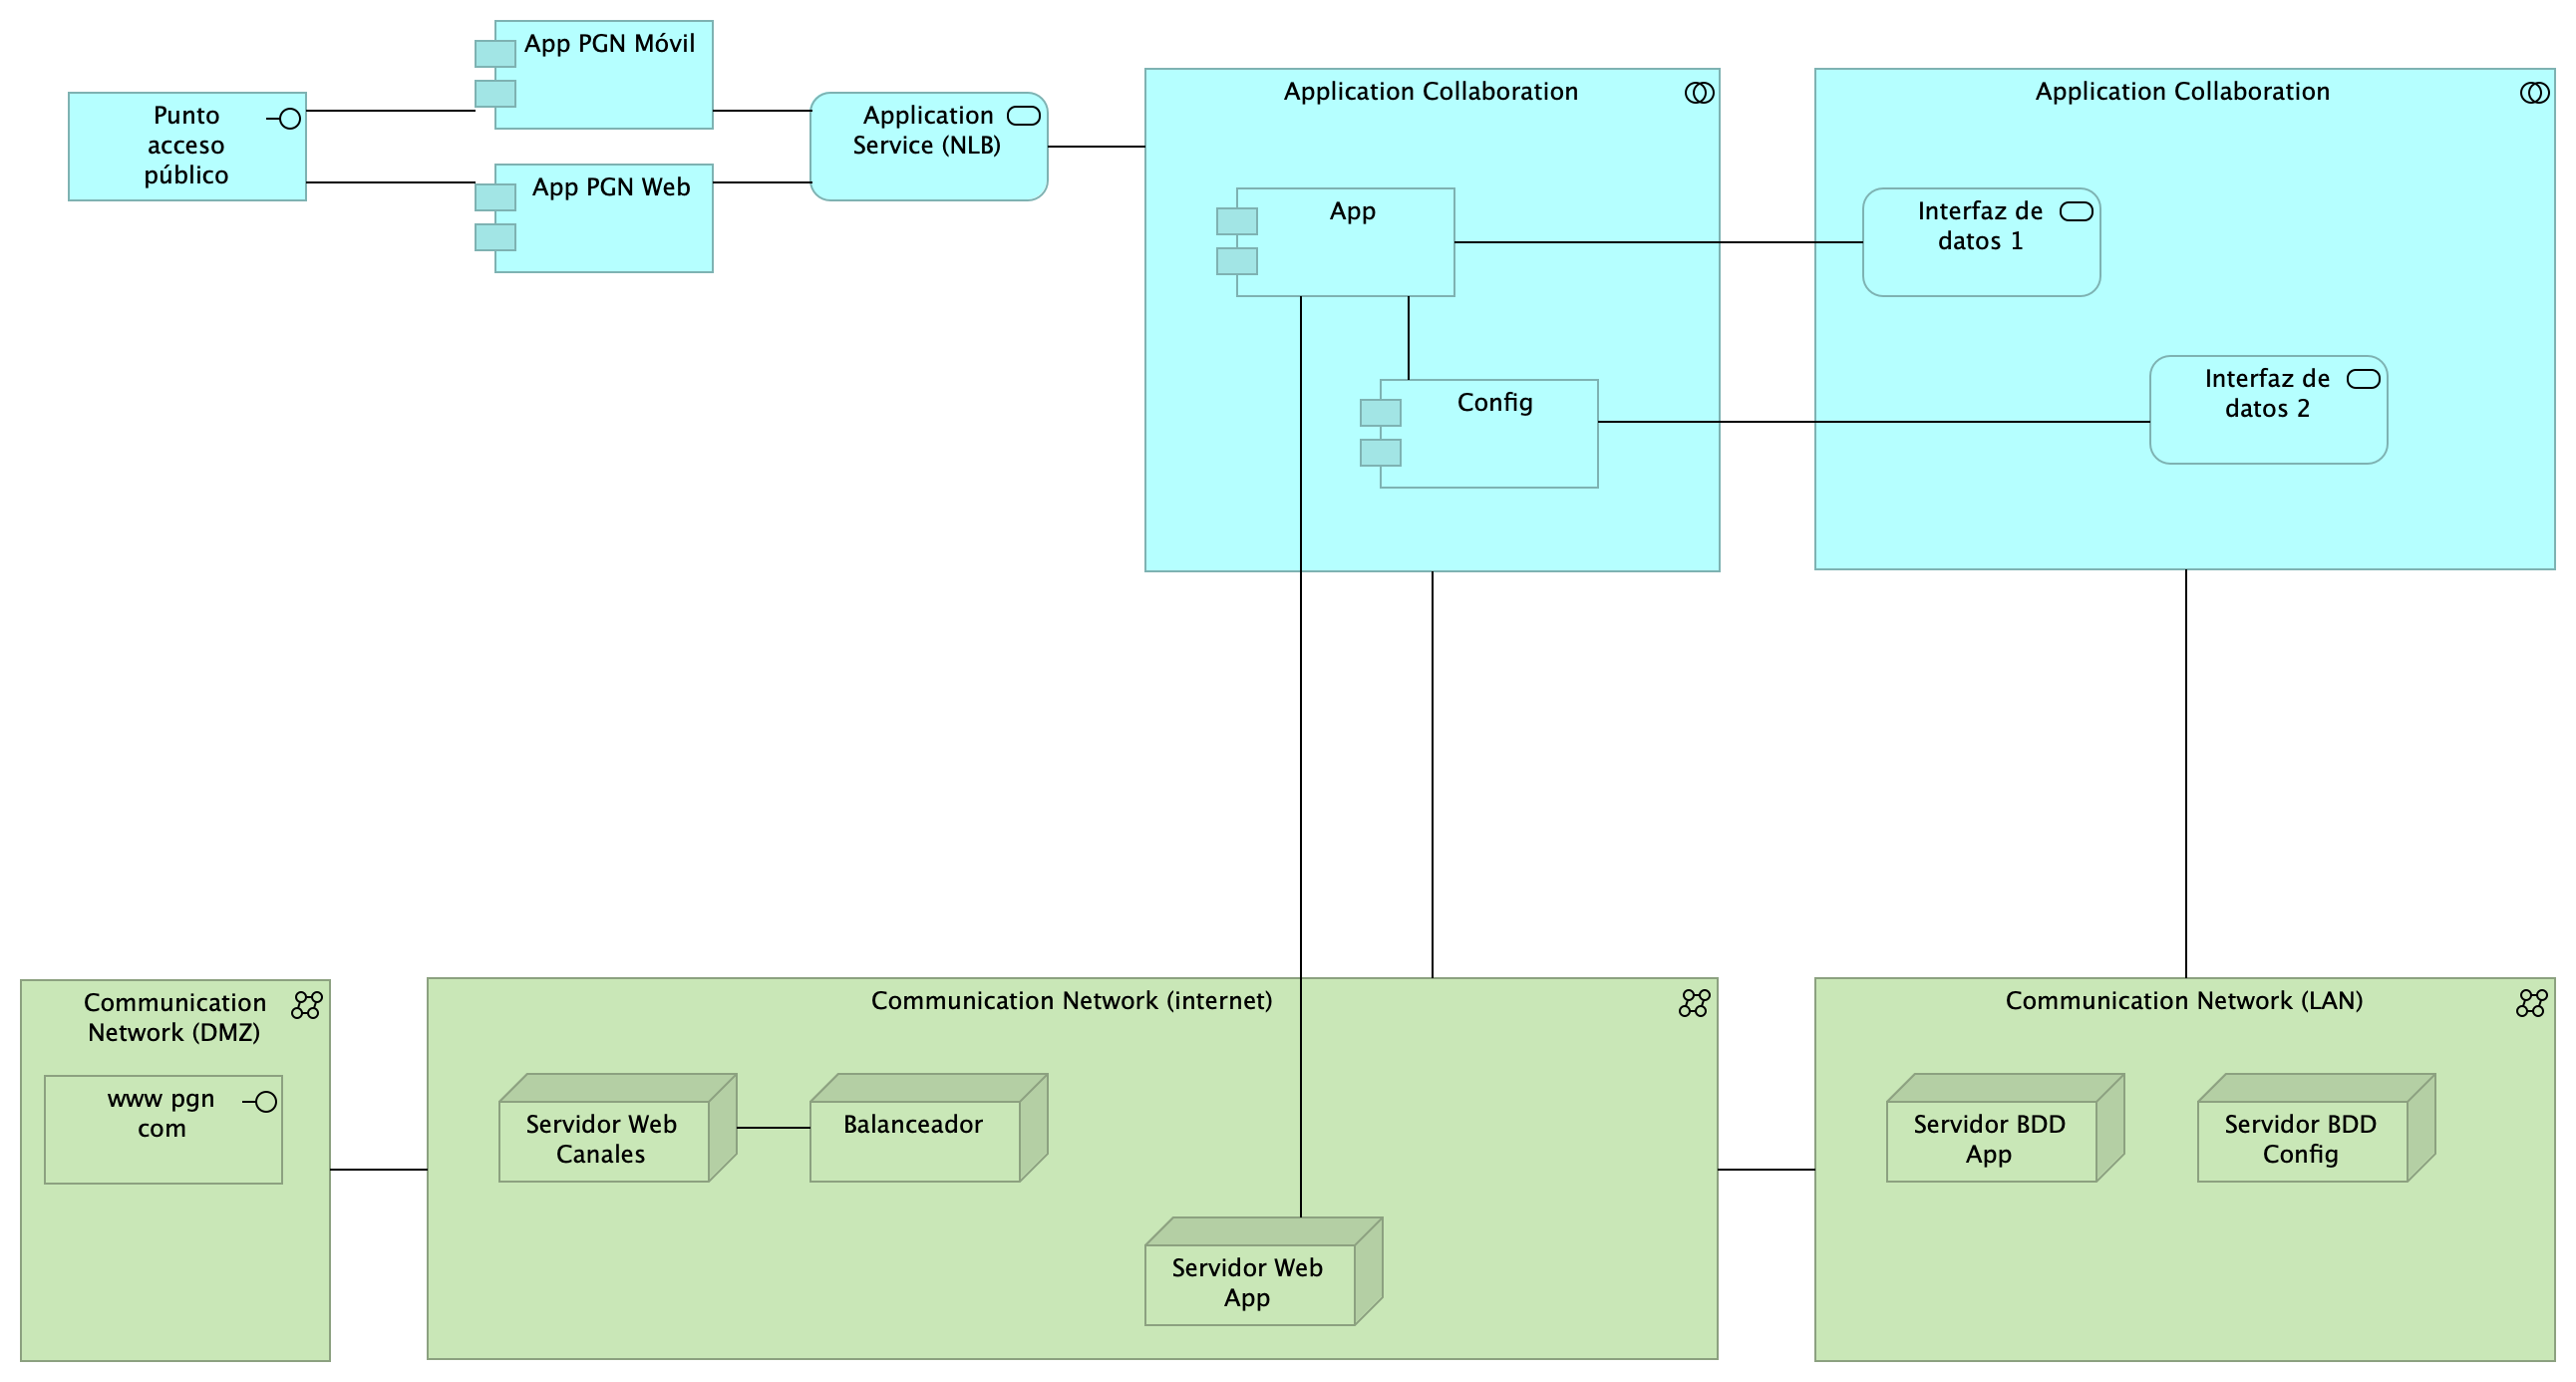 App PGN Móvil
Punto
acceso
público
App PGN Web
Application
Service (NLB)
Application Collaboration
App
Config
Application Collaboration
Interfaz de
datos 1
Interfaz de
datos 2
Communication
Network (DMZ)
www pgn
com
Communication Network (internet)
Servidor Web
Canales
Balanceador
Servidor Web
App
Communication Network (LAN)
Servidor BDD
App
Servidor BDD
Config